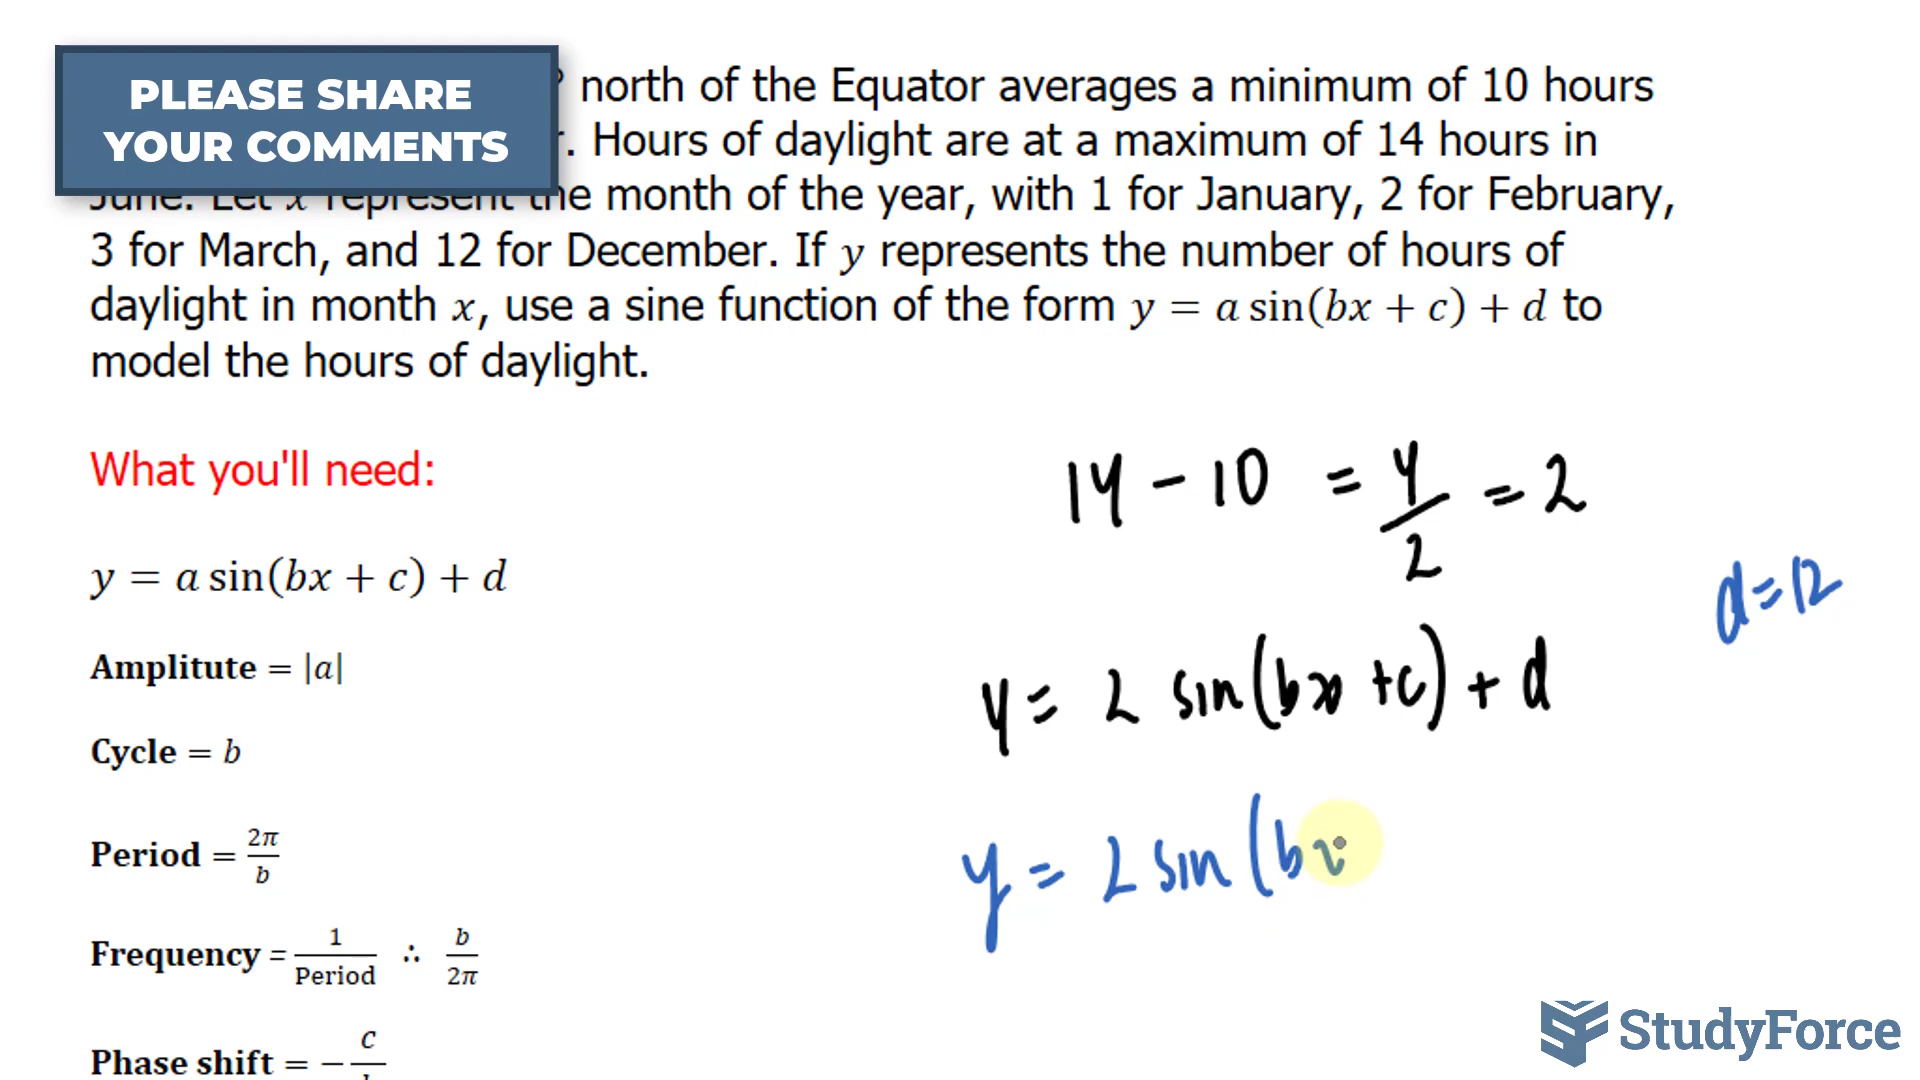 PLEASE SHARE
YOUR COMMENTS
° north of the Equator averages a minimum of 10 hours
r. Hours of daylight are at a maximum of 14 hours in
June. Let x represent the month of the year, with 1 for January, 2 for February,
3 for March, and 12 for December. If y represents the number of hours of
daylight in month x, use a sine function of the form y = a sin(bx + c) + d to
model the hours of daylight.
What you'll need:
y = a sin(bx + c) + d
Amplitute = |a|
Cycle = b
Period = 2π/b
Frequency = 1/Period ∴ b/2π
Phase shift = − c/b
14 - 10 = 4/2 = 2
d = 12
y = 2 sin(bx + c) + d
y = 2 sin(bx
StudyForce